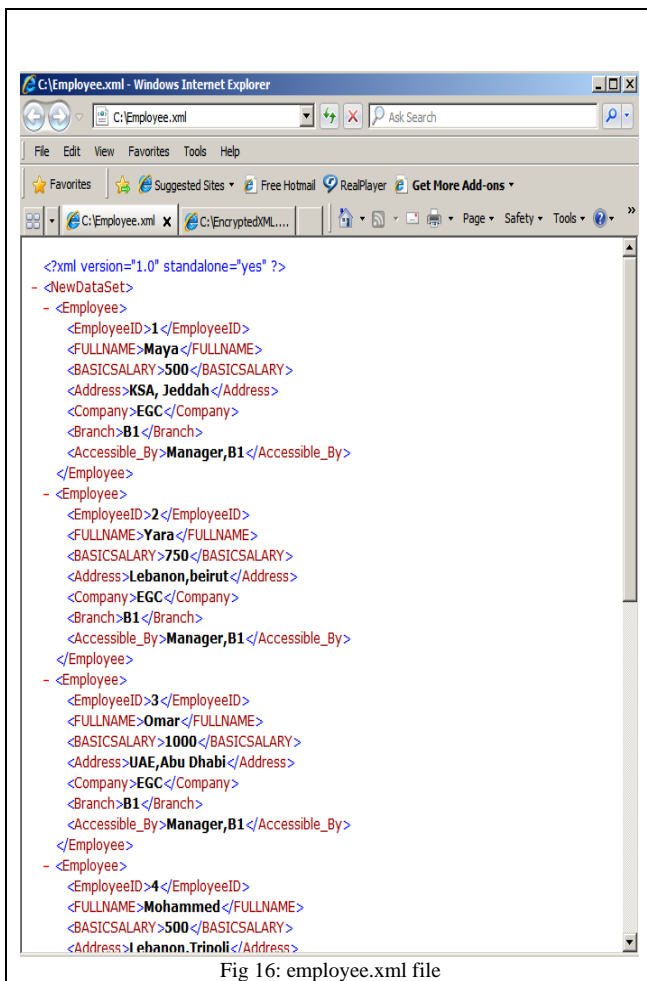 C:\Employee.xml - Windows Internet Explorer
C:\Employee.xml Ask Search
File Edit View Favorites Tools Help
Favorites Suggested Sites Free Hotmail RealPlayer Get More Add-ons
C:\Employee.xml C:\EncryptedXML.... Page Safety Tools »
<?xml version="1.0" standalone="yes" ?>
- <NewDataSet>
- <Employee>
<EmployeeID>1</EmployeeID>
<FULLNAME>Maya</FULLNAME>
<BASICSALARY>500</BASICSALARY>
<Address>KSA, Jeddah</Address>
<Company>EGC</Company>
<Branch>B1</Branch>
<Accessible_By>Manager,B1</Accessible_By>
</Employee>
- <Employee>
<EmployeeID>2</EmployeeID>
<FULLNAME>Yara</FULLNAME>
<BASICSALARY>750</BASICSALARY>
<Address>Lebanon,beirut</Address>
<Company>EGC</Company>
<Branch>B1</Branch>
<Accessible_By>Manager,B1</Accessible_By>
</Employee>
- <Employee>
<EmployeeID>3</EmployeeID>
<FULLNAME>Omar</FULLNAME>
<BASICSALARY>1000</BASICSALARY>
<Address>UAE,Abu Dhabi</Address>
<Company>EGC</Company>
<Branch>B1</Branch>
<Accessible_By>Manager,B1</Accessible_By>
</Employee>
- <Employee>
<EmployeeID>4</EmployeeID>
<FULLNAME>Mohammed</FULLNAME>
<BASICSALARY>500</BASICSALARY>
<Address>Lebanon,Tripoli</Address>
Fig 16: employee.xml file